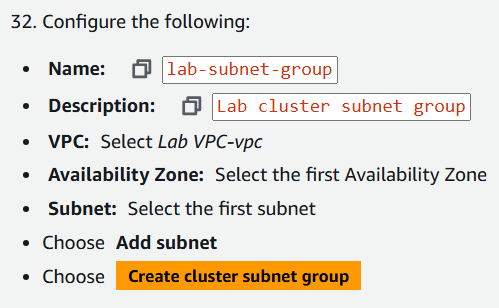 32. Configure the following:
• Name: lab-subnet-group
• Description: Lab cluster subnet group
• VPC: Select Lab VPC-vpc
• Availability Zone: Select the first Availability Zone
• Subnet: Select the first subnet
• Choose Add subnet
• Choose Create cluster subnet group